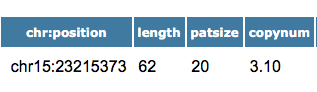 chr:position length patsize copynum
chr15:23215373 62 20 3.10